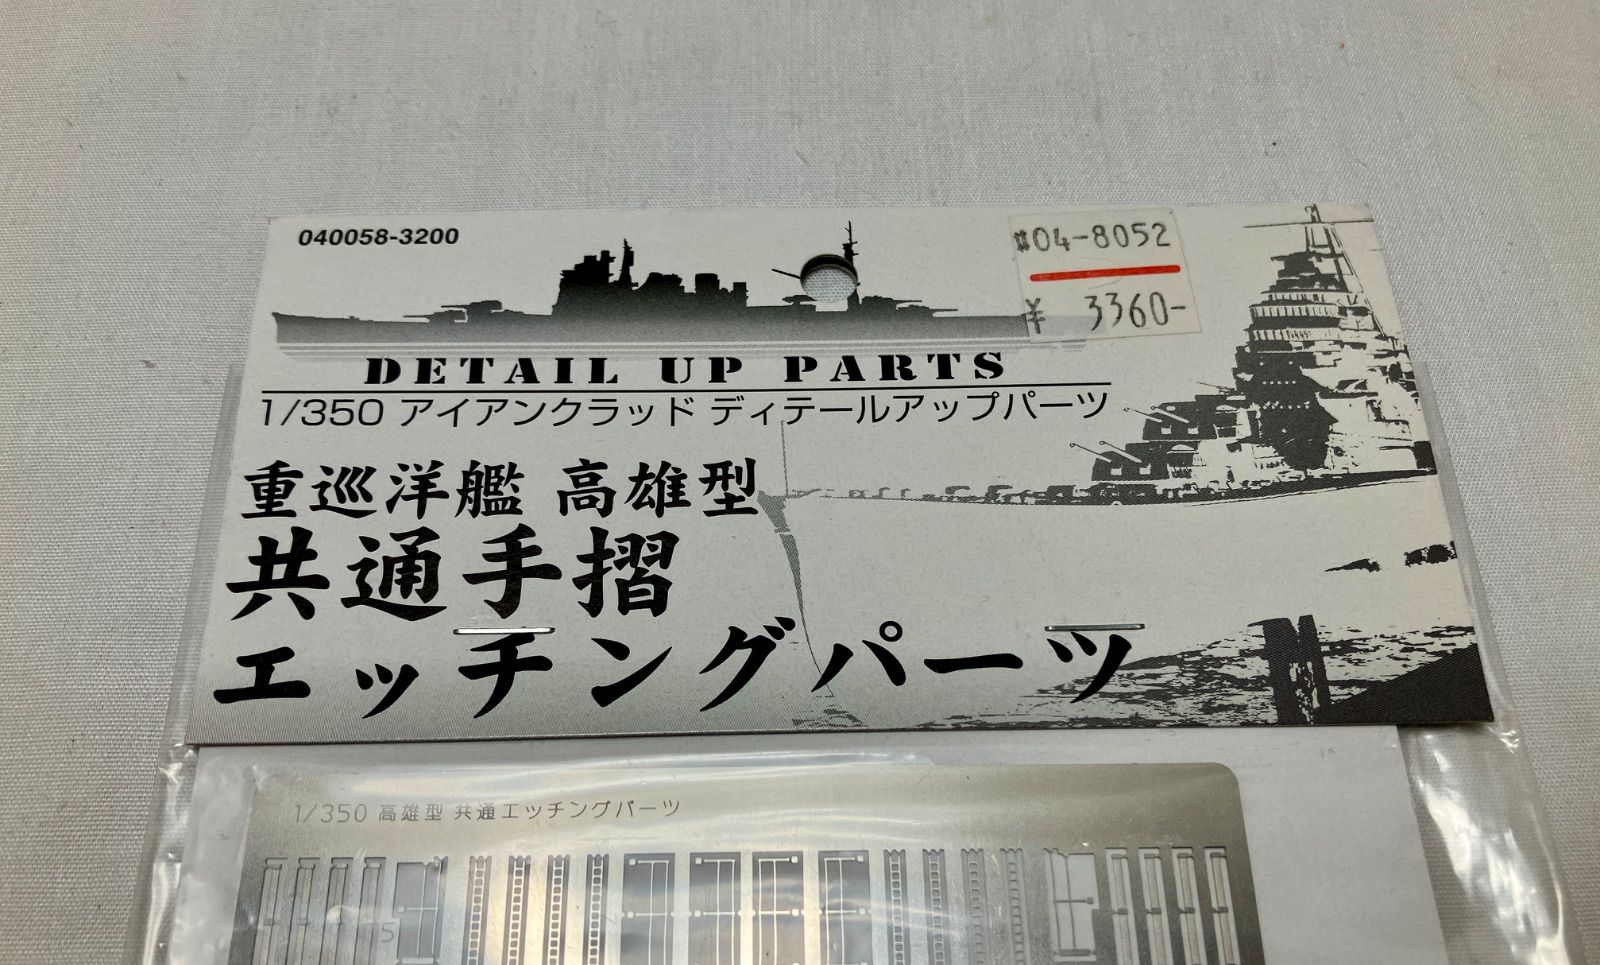 040058-3200
#04-8052
¥ 3360-
DETAIL UP PARTS
1/350 アイアンクラッド ディテールアップパーツ
重巡洋艦 高雄型
共通手摺
エッチングパーツ
1/350 高雄型 共通エッチングパーツ
5